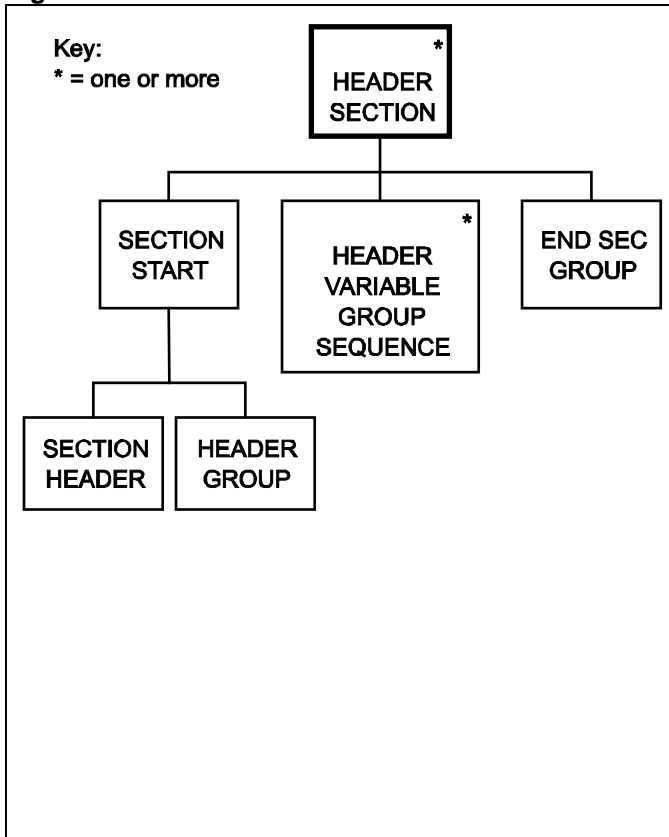 Key:
* = one or more
*
HEADER
SECTION
SECTION
START
*
HEADER
VARIABLE
GROUP
SEQUENCE
END SEC
GROUP
SECTION
HEADER
HEADER
GROUP